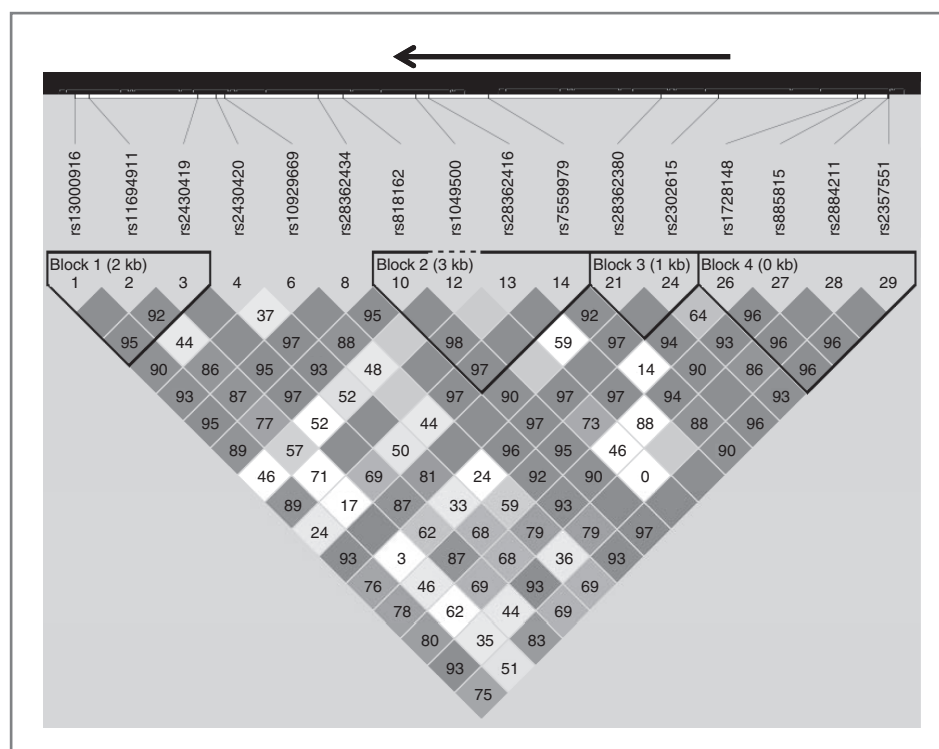 rs13000916
rs11694911
rs2430419
rs2430420
rs10929669
rs28362434
rs818162
rs1049500
rs28362416
rs7559979
rs28362380
rs2302615
rs1728148
rs885815
rs2884211
rs2357551
Block 1 (2 kb) Block 2 (3 kb) Block 3 (1 kb) Block 4 (0 kb)
1 2 3 4 6 8 10 12 13 14 21 24 26 27 28 29
92 37 95 92 64 96
95 44 97 88 98 59 97 94 93 96 96
90 86 95 93 48 97 14 90 86 96
93 87 97 52 97 90 97 97 94 93
95 77 52 44 97 73 88 88 96
89 57 50 96 95 46 90
46 71 69 81 24 92 90 0
89 17 87 33 59 93
24 62 68 79 79 97
93 3 87 68 36 93
76 46 69 93 69
78 62 44 69
80 35 83
93 51
75